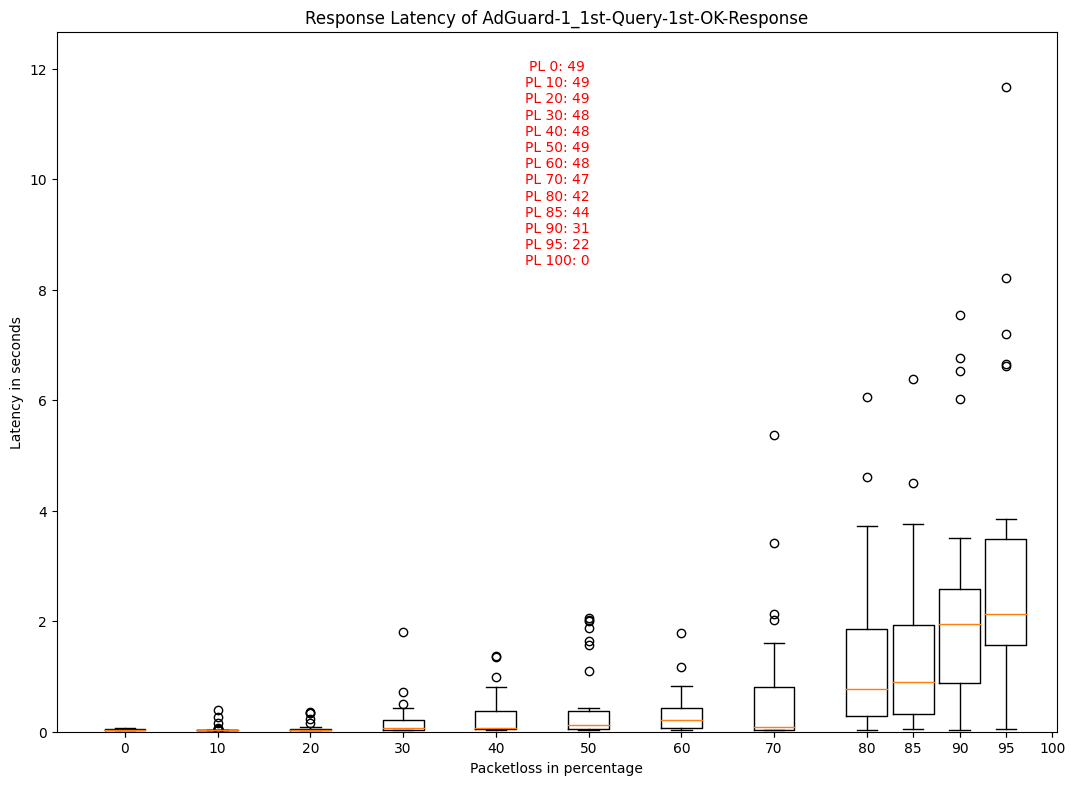 Response Latency of AdGuard-1_1st-Query-1st-OK-Response
PL 0: 49
PL 10: 49
PL 20: 49
PL 30: 48
PL 40: 48
PL 50: 49
PL 60: 48
PL 70: 47
PL 80: 42
PL 85: 44
PL 90: 31
PL 95: 22
PL 100: 0
Latency in seconds
12
10
8
6
4
2
0
0 10 20 30 40 50 60 70 80 85 90 95 100
Packetloss in percentage